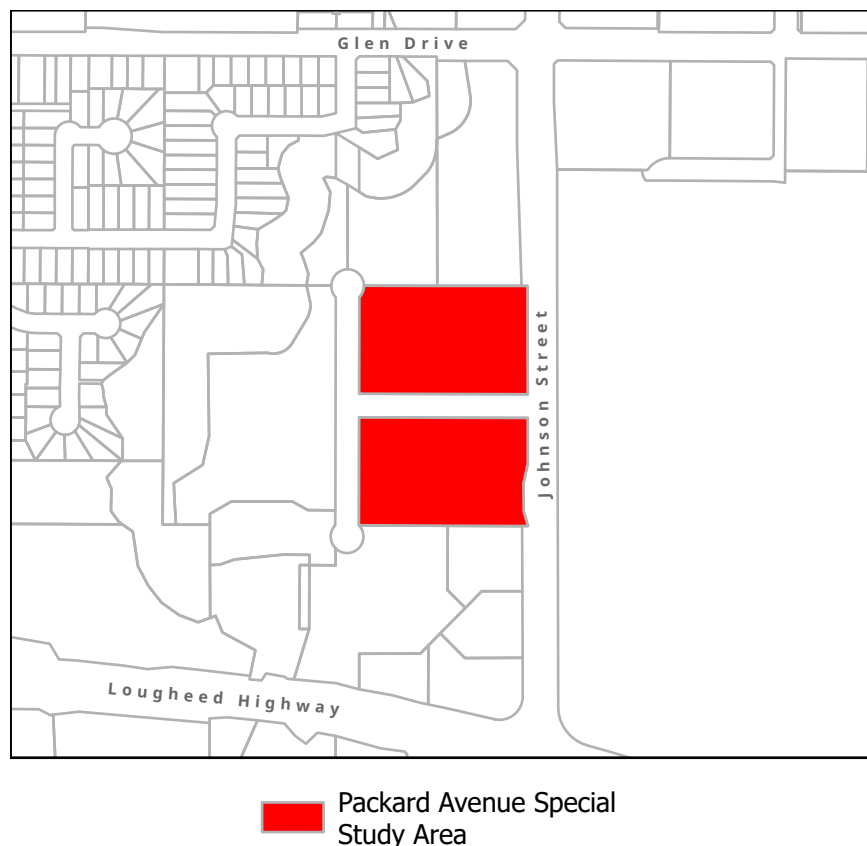 Glen Drive
Johnson Street
Lougheed Highway
Packard Avenue Special
Study Area